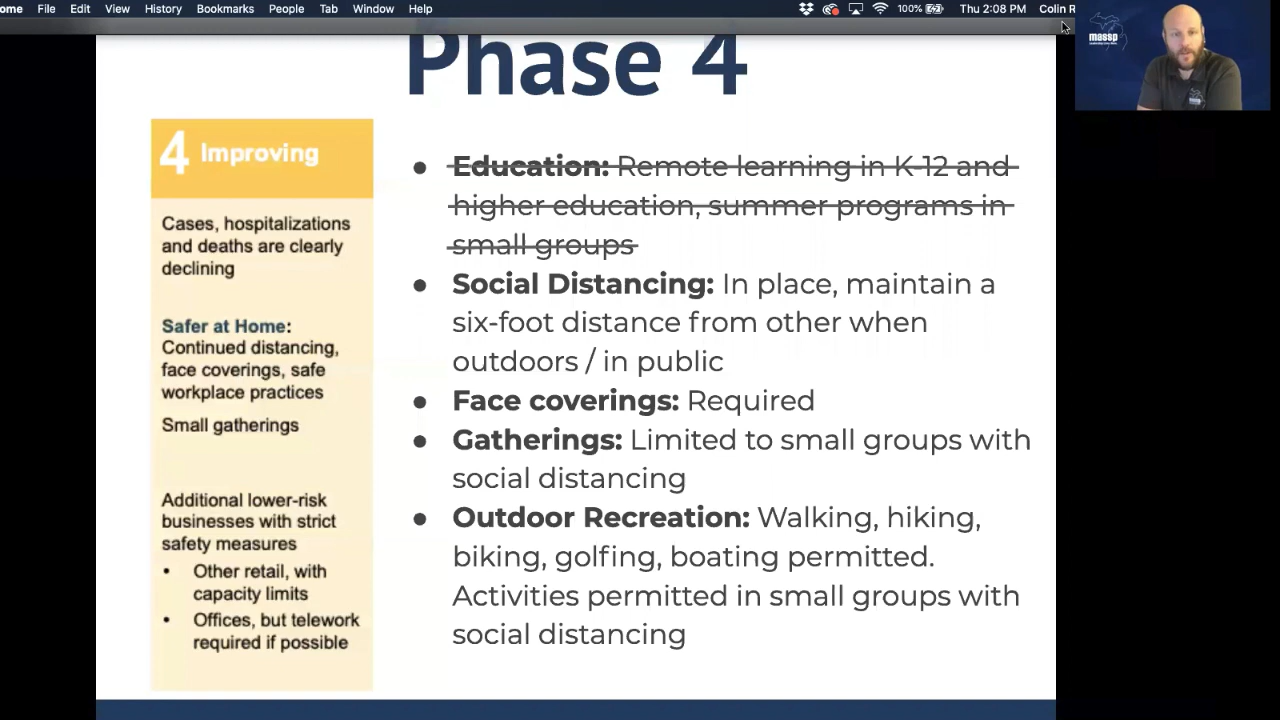 ome File Edit View History Bookmarks People Tab Window Help 100% Thu 2:08 PM Colin R
massp
Phase 4
4 Improving
Cases, hospitalizations
and deaths are clearly
declining
Safer at Home:
Continued distancing,
face coverings, safe
workplace practices
Small gatherings
Additional lower-risk
businesses with strict
safety measures
• Other retail, with
capacity limits
• Offices, but telework
required if possible
● Education: Remote learning in K-12 and
higher education, summer programs in
small groups
● Social Distancing: In place, maintain a
six-foot distance from other when
outdoors / in public
● Face coverings: Required
● Gatherings: Limited to small groups with
social distancing
● Outdoor Recreation: Walking, hiking,
biking, golfing, boating permitted.
Activities permitted in small groups with
social distancing